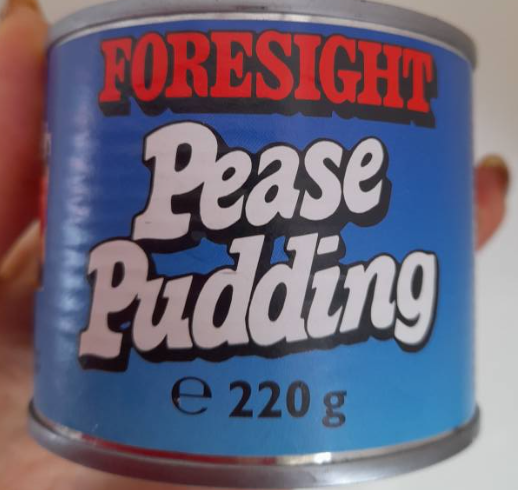 FORESIGHT
Pease
Pudding
℮ 220 g